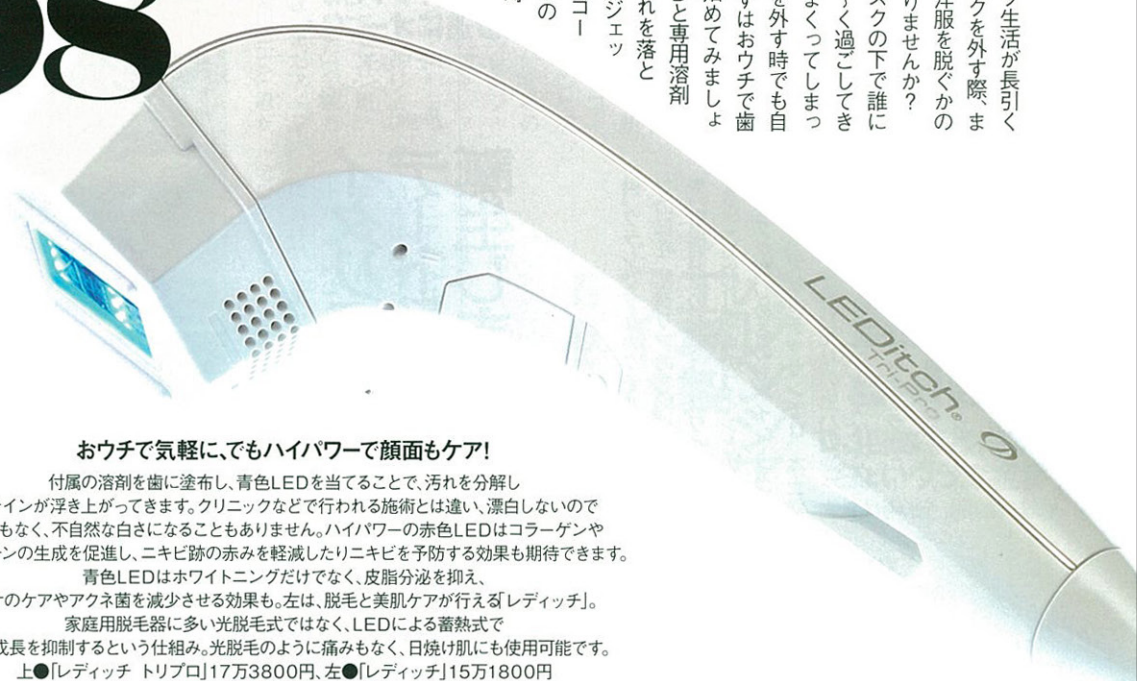 生活が長引く
クを外す際、ま
洋服を脱ぐかの
りませんか?
スクの下で誰に
く過ごしてき
よくってしまっ
を外す時でも自
ずはおウチで歯
始めてみましょ
と専用溶剤
れを落と
ジェッ
コー
の
98
LEDitch®
Tri-Pro
おウチで気軽に、でもハイパワーで顔面もケア!
付属の溶剤を歯に塗布し、青色LEDを当てることで、汚れを分解し
インが浮き上がってきます。クリニックなどで行われる施術とは違い、漂白しないので
もなく、不自然な白さになることもありません。ハイパワーの赤色LEDはコラーゲンや
ンの生成を促進し、ニキビ跡の赤みを軽減したりニキビを予防する効果も期待できます。
青色LEDはホワイトニングだけでなく、皮脂分泌を抑え、
のケアやアクネ菌を減少させる効果も。左は、脱毛と美肌ケアが行える「レディッチ」。
家庭用脱毛器に多い光脱毛式ではなく、LEDによる蓄熱式で
成長を抑制するという仕組み。光脱毛のように痛みもなく、日焼け肌にも使用可能です。
上●「レディッチ トリプロ」17万3800円、左●「レディッチ」15万1800円